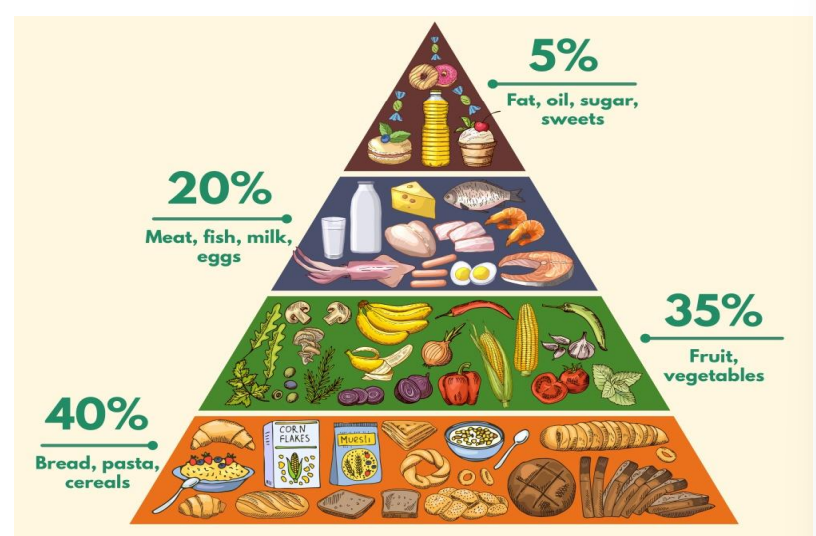 5%
Fat, oil, sugar,
sweets
20%
Meat, fish, milk,
eggs
35%
Fruit,
vegetables
40%
Bread, pasta,
cereals
CORN
FLAKES
MUESLI